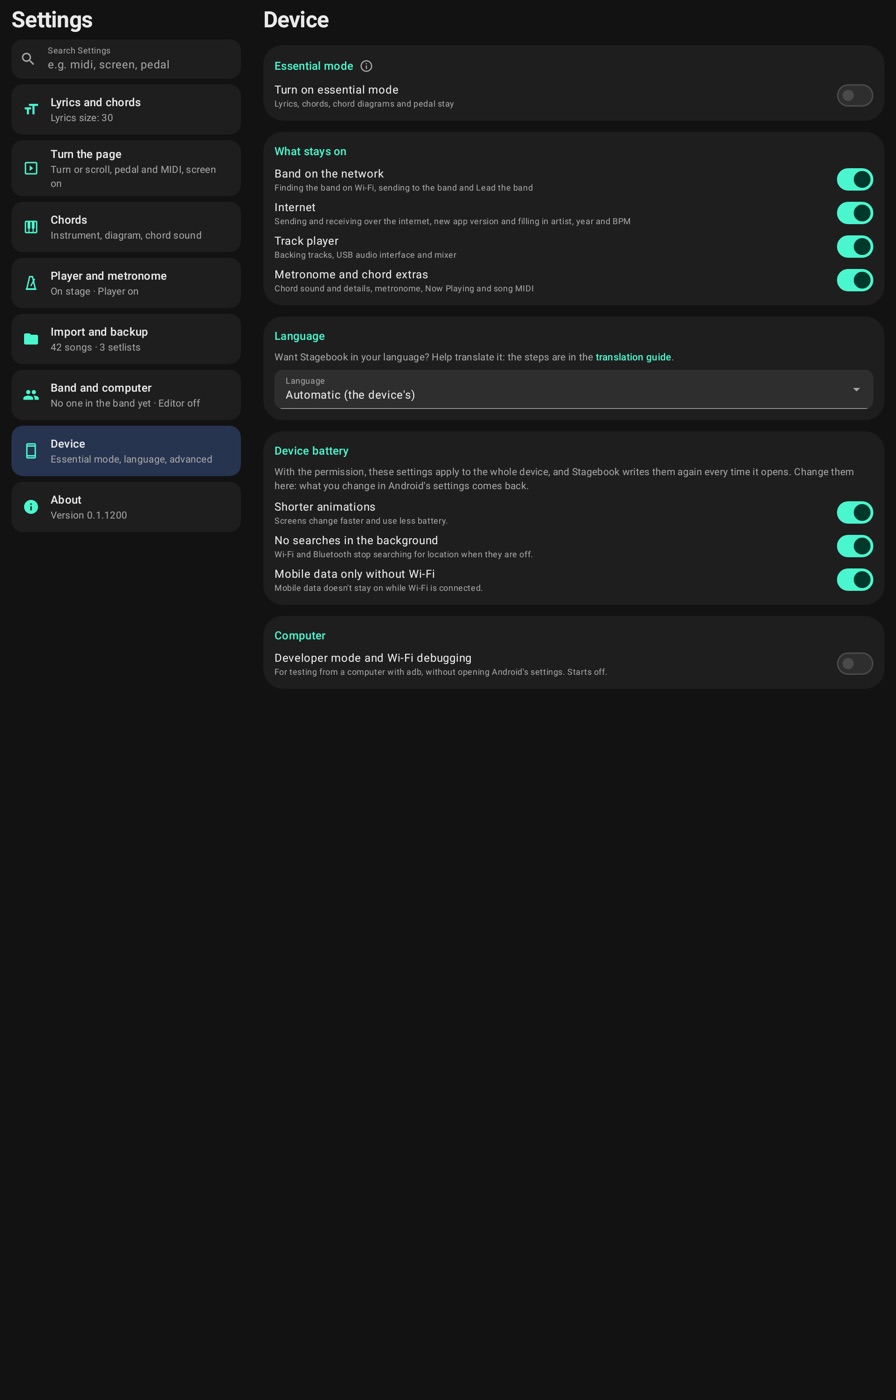 Settings
Search Settings
e.g. midi, screen, pedal
Lyrics and chords
Lyrics size: 30
Turn the page
Turn or scroll, pedal and MIDI, screen
on
Chords
Instrument, diagram, chord sound
Player and metronome
On stage · Player on
Import and backup
42 songs · 3 setlists
Band and computer
No one in the band yet · Editor off
Device
Essential mode, language, advanced
About
Version 0.1.1200
Device
Essential mode
Turn on essential mode
Lyrics, chords, chord diagrams and pedal stay
What stays on
Band on the network
Finding the band on Wi-Fi, sending to the band and Lead the band
Internet
Sending and receiving over the internet, new app version and filling in artist, year and BPM
Track player
Backing tracks, USB audio interface and mixer
Metronome and chord extras
Chord sound and details, metronome, Now Playing and song MIDI
Language
Want Stagebook in your language? Help translate it: the steps are in the translation guide.
Language
Automatic (the device's)
Device battery
With the permission, these settings apply to the whole device, and Stagebook writes them again every time it opens. Change them
here: what you change in Android's settings comes back.
Shorter animations
Screens change faster and use less battery.
No searches in the background
Wi-Fi and Bluetooth stop searching for location when they are off.
Mobile data only without Wi-Fi
Mobile data doesn't stay on while Wi-Fi is connected.
Computer
Developer mode and Wi-Fi debugging
For testing from a computer with adb, without opening Android's settings. Starts off.